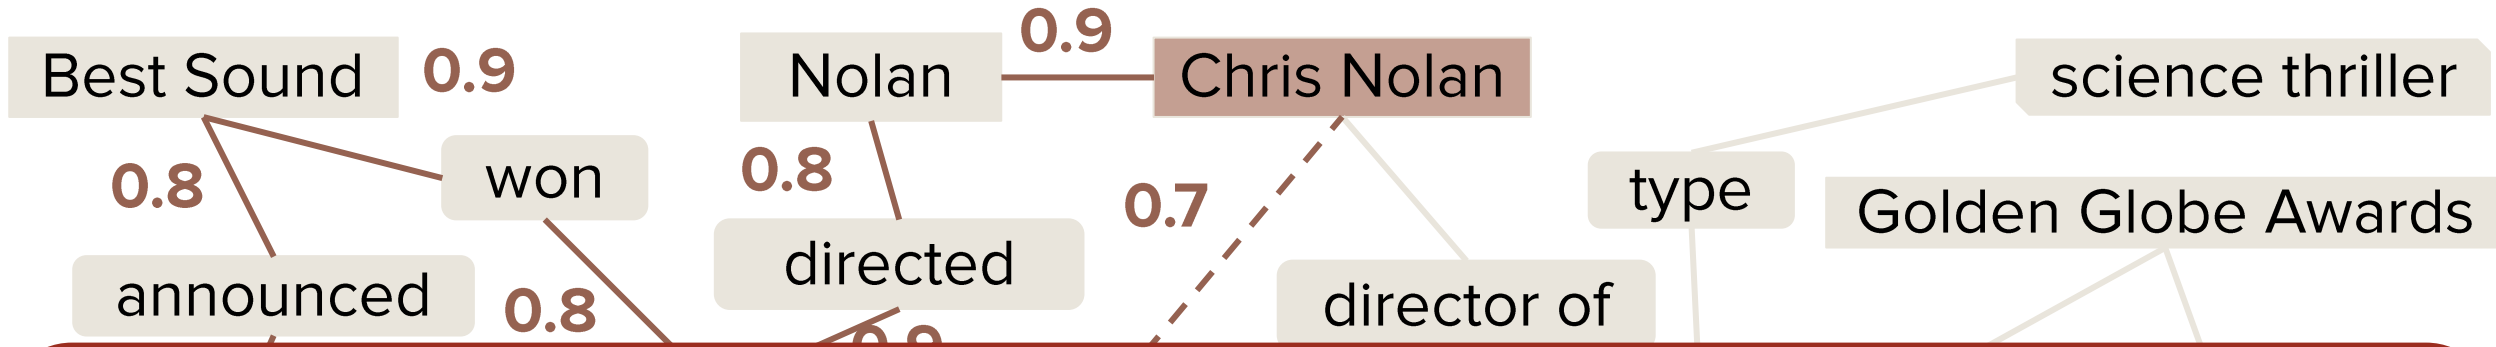 Best Sound
0.9
Nolan
0.9
Chris Nolan
science thriller
0.8
won
0.8
0.7
type
Golden Globe Awards
announced
0.8
directed
director of